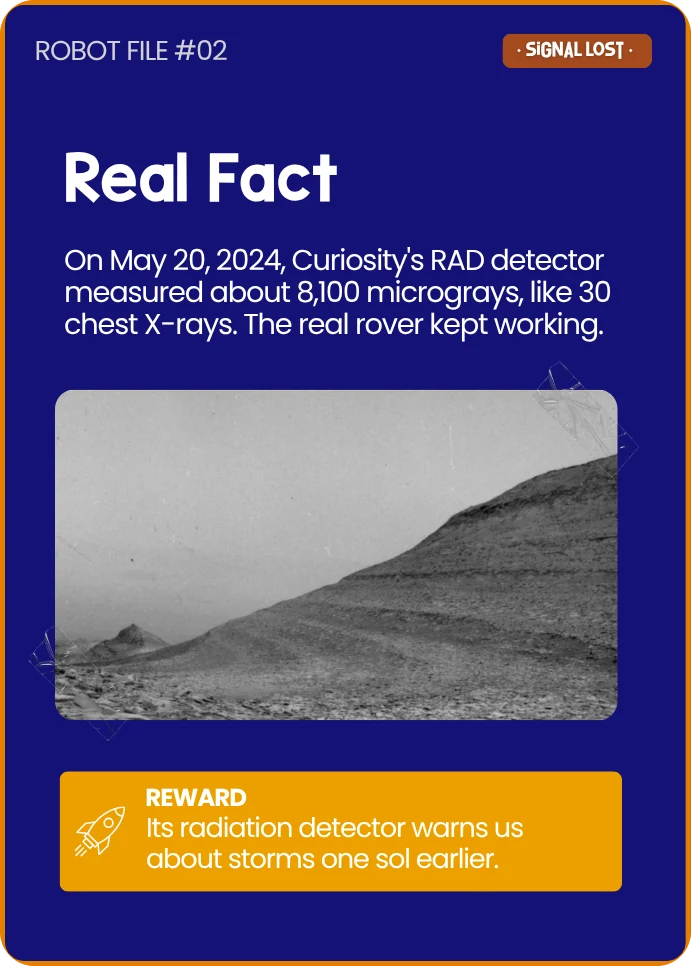 ROBOT FILE #02
· SiGNAL LOST ·
Real Fact
On May 20, 2024, Curiosity's RAD detector
measured about 8,100 micrograys, like 30
chest X-rays. The real rover kept working.
REWARD
Its radiation detector warns us
about storms one sol earlier.